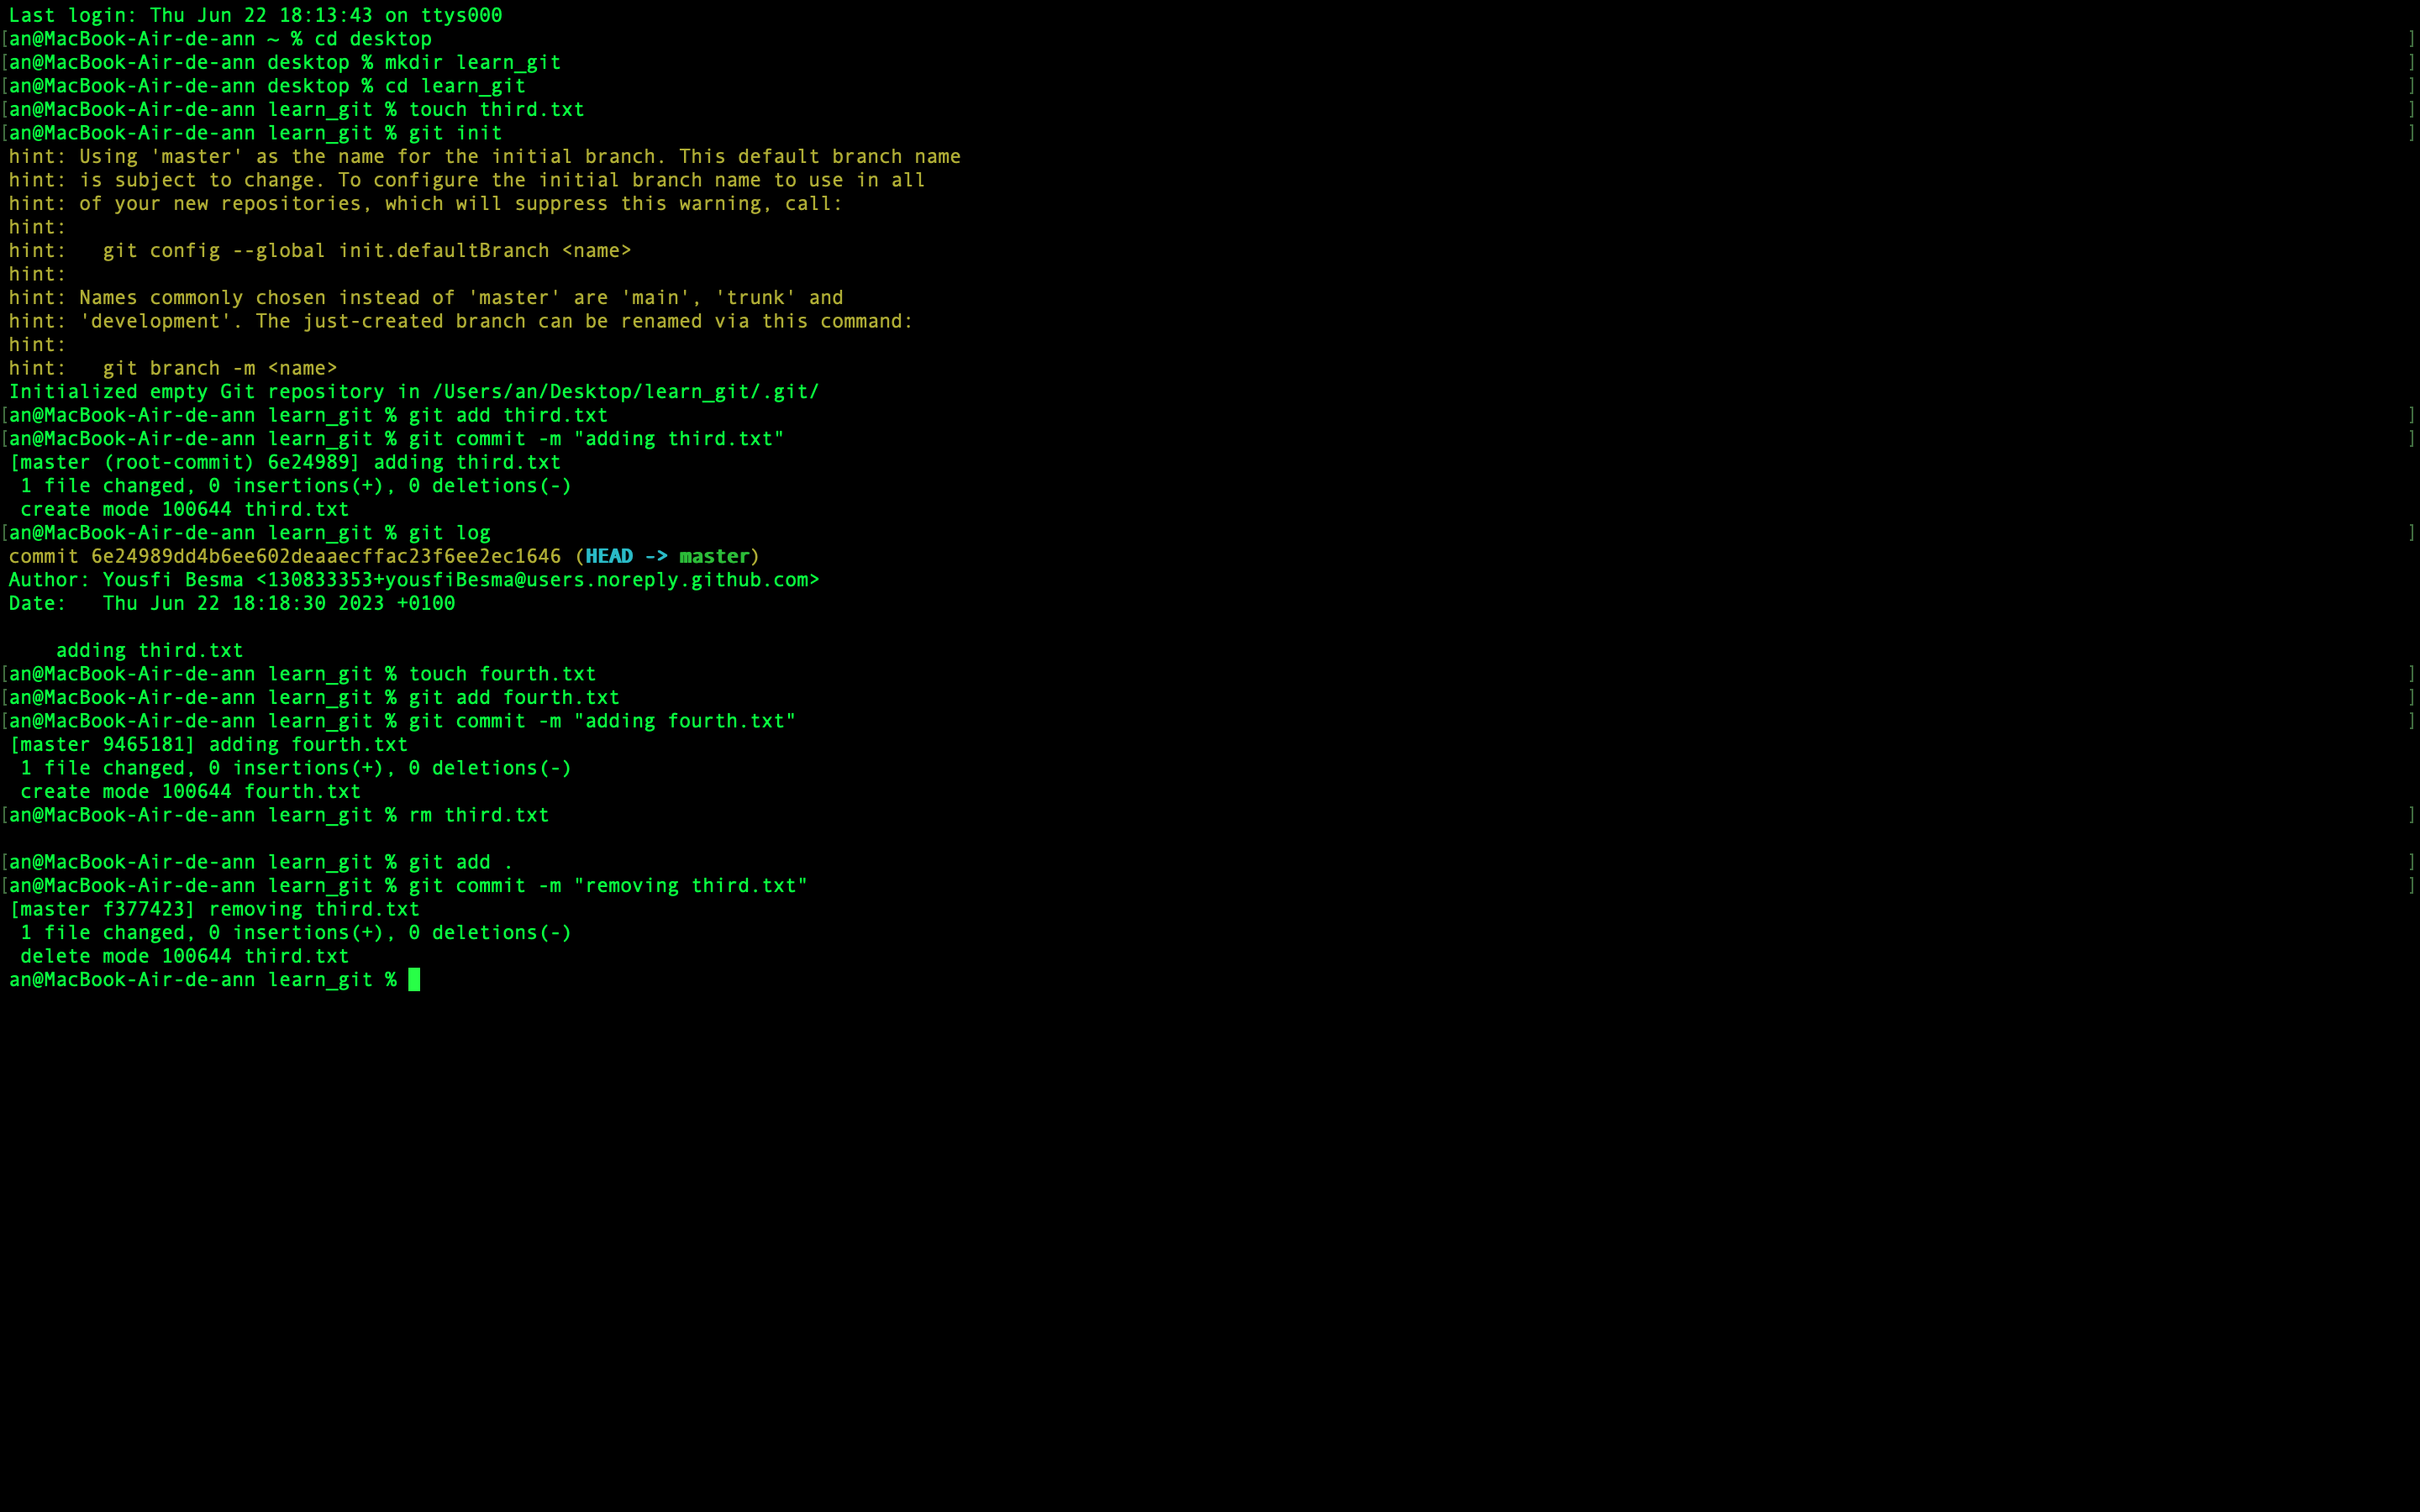 Last login: Thu Jun 22 18:13:43 on ttys000
[an@MacBook-Air-de-ann ~ % cd desktop ]
[an@MacBook-Air-de-ann desktop % mkdir learn_git ]
[an@MacBook-Air-de-ann desktop % cd learn_git ]
[an@MacBook-Air-de-ann learn_git % touch third.txt ]
[an@MacBook-Air-de-ann learn_git % git init ]
hint: Using 'master' as the name for the initial branch. This default branch name
hint: is subject to change. To configure the initial branch name to use in all
hint: of your new repositories, which will suppress this warning, call:
hint:
hint:   git config --global init.defaultBranch <name>
hint:
hint: Names commonly chosen instead of 'master' are 'main', 'trunk' and
hint: 'development'. The just-created branch can be renamed via this command:
hint:
hint:   git branch -m <name>
Initialized empty Git repository in /Users/an/Desktop/learn_git/.git/
[an@MacBook-Air-de-ann learn_git % git add third.txt ]
[an@MacBook-Air-de-ann learn_git % git commit -m "adding third.txt" ]
[master (root-commit) 6e24989] adding third.txt
 1 file changed, 0 insertions(+), 0 deletions(-)
 create mode 100644 third.txt
[an@MacBook-Air-de-ann learn_git % git log ]
commit 6e24989dd4b6ee602deaaecffac23f6ee2ec1646 (HEAD -> master)
Author: Yousfi Besma <130833353+yousfiBesma@users.noreply.github.com>
Date:   Thu Jun 22 18:18:30 2023 +0100
    adding third.txt
[an@MacBook-Air-de-ann learn_git % touch fourth.txt ]
[an@MacBook-Air-de-ann learn_git % git add fourth.txt ]
[an@MacBook-Air-de-ann learn_git % git commit -m "adding fourth.txt" ]
[master 9465181] adding fourth.txt
 1 file changed, 0 insertions(+), 0 deletions(-)
 create mode 100644 fourth.txt
[an@MacBook-Air-de-ann learn_git % rm third.txt ]
[an@MacBook-Air-de-ann learn_git % git add . ]
[an@MacBook-Air-de-ann learn_git % git commit -m "removing third.txt" ]
[master f377423] removing third.txt
 1 file changed, 0 insertions(+), 0 deletions(-)
 delete mode 100644 third.txt
an@MacBook-Air-de-ann learn_git %